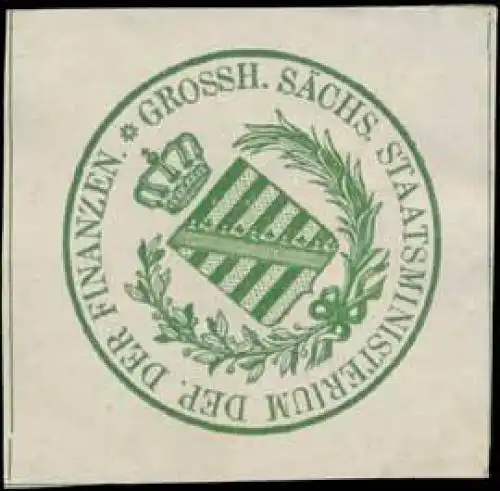 GROSSH. SÄCHS. STAATSMINISTERIUM DEP. DER FINANZEN.